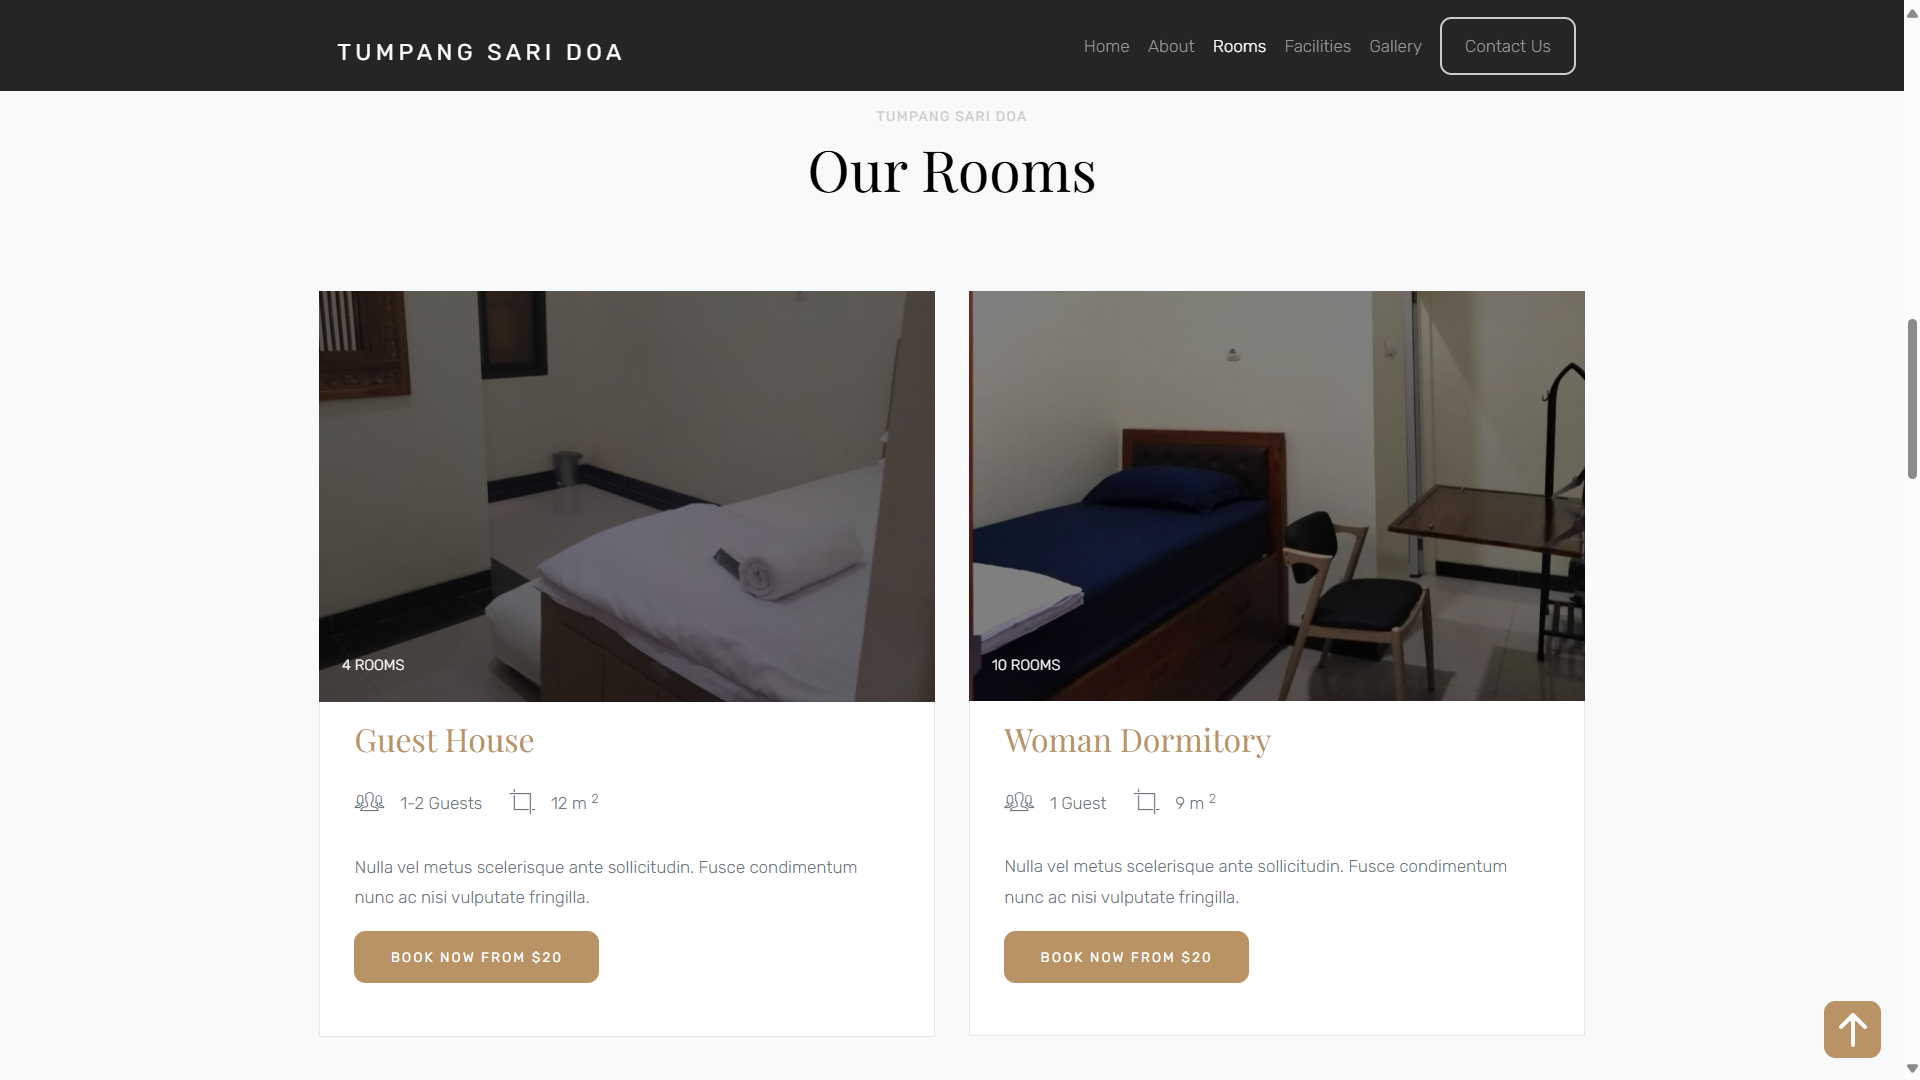 TUMPANG SARI DOA
Home About Rooms Facilities Gallery Contact Us
TUMPANG SARI DOA
Our Rooms
4 ROOMS
Guest House
1-2 Guests 12 m 2
Nulla vel metus scelerisque ante sollicitudin. Fusce condimentum
nunc ac nisi vulputate fringilla.
BOOK NOW FROM $20
10 ROOMS
Woman Dormitory
1 Guest 9 m 2
Nulla vel metus scelerisque ante sollicitudin. Fusce condimentum
nunc ac nisi vulputate fringilla.
BOOK NOW FROM $20